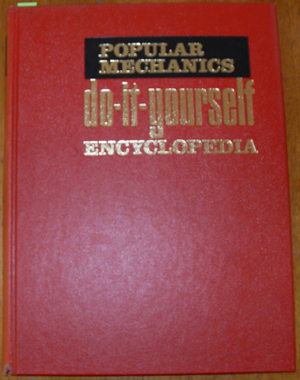 POPULAR
MECHANICS
do-it-yourself
ENCYCLOPEDIA